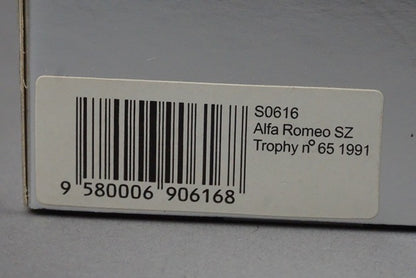 S0616
Alfa Romeo SZ
Trophy nº 65 1991
9 580006 906168